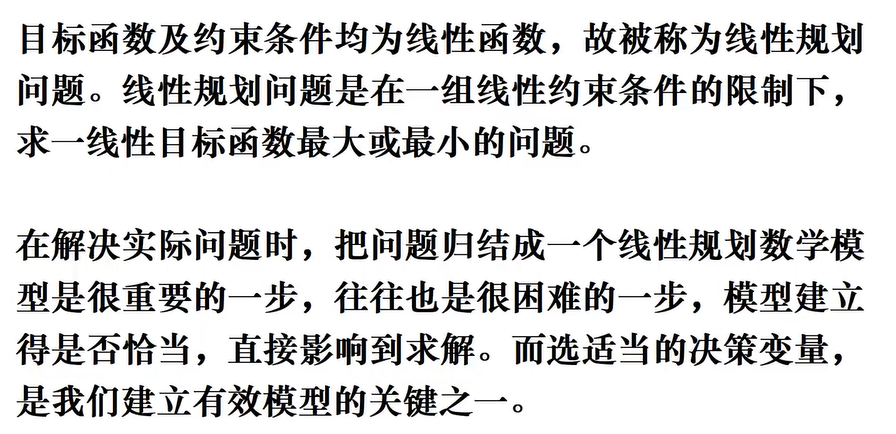 目标函数及约束条件均为线性函数，故被称为线性规划
问题。线性规划问题是在一组线性约束条件的限制下，
求一线性目标函数最大或最小的问题。
在解决实际问题时，把问题归结成一个线性规划数学模
型是很重要的一步，往往也是很困难的一步，模型建立
得是否恰当，直接影响到求解。而选适当的决策变量，
是我们建立有效模型的关键之一。